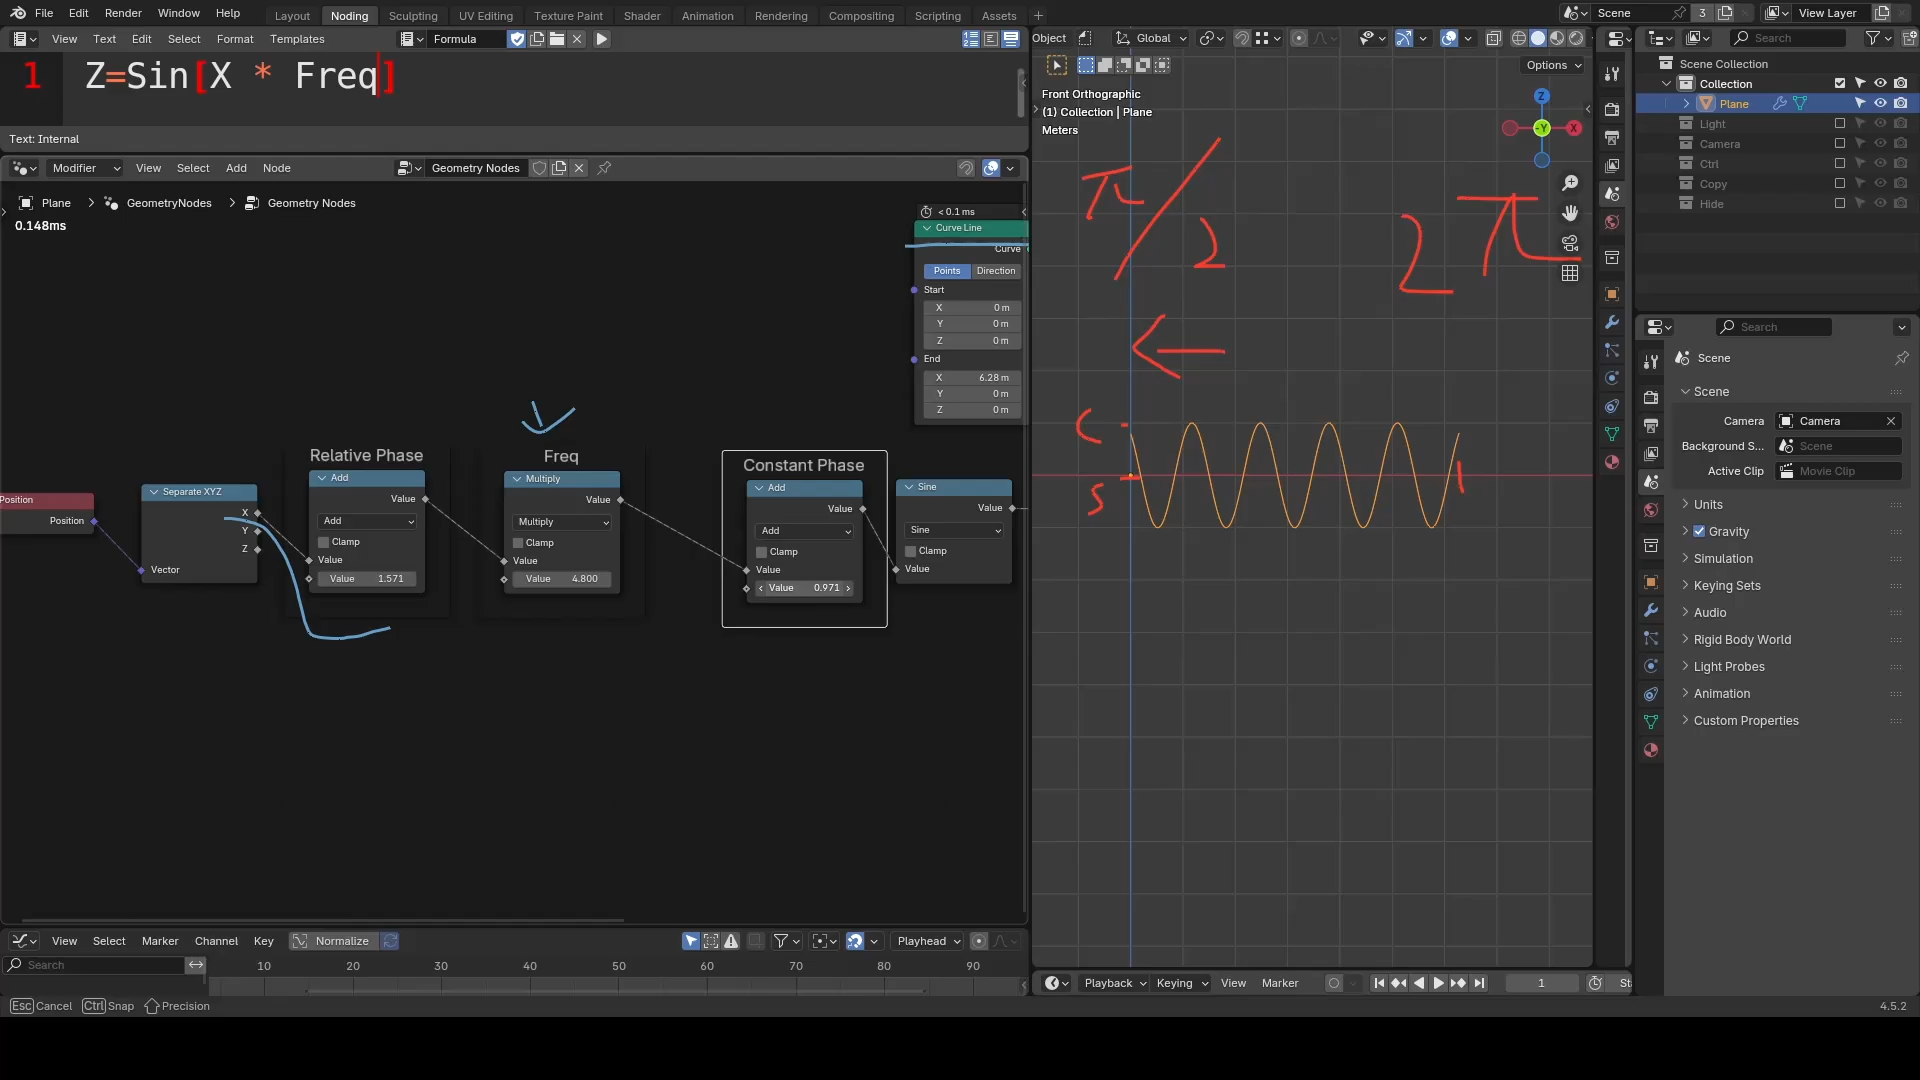 File Edit Render Window Help Layout Noding Sculpting UV Editing Texture Paint Shader Animation Rendering Compositing Scripting Assets Scene 3 View Layer
View Text Edit Select Format Templates Formula
1 Z=Sin[X * Freq]
Text: Internal
Modifier View Select Add Node Geometry Nodes
Plane > GeometryNodes > Geometry Nodes
0.148ms
< 0.1 ms
Curve Line
Curve
Points Direction
Start
X 0 m
Y 0 m
Z 0 m
End
X 6.28 m
Y 0 m
Z 0 m
Position
Position
Separate XYZ
X
Y
Z
Vector
Relative Phase
Add
Value
Add
Clamp
Value
Value 1.571
Freq
Multiply
Value
Multiply
Clamp
Value
Value 4.800
Constant Phase
Add
Value
Add
Clamp
Value
Value 0.971
Sine
Value
Sine
Clamp
Value
Object Global
Options
Front Orthographic
(1) Collection | Plane
Meters
Z
-Y X
π/2 2π
C
S
Search
Scene Collection
Collection
Plane
Light
Camera
Ctrl
Copy
Hide
Search
Scene
Scene
Camera Camera
Background S... Scene
Active Clip Movie Clip
Units
Gravity
Simulation
Keying Sets
Audio
Rigid Body World
Light Probes
Animation
Custom Properties
View Select Marker Channel Key Normalize Playhead
Search 10 20 30 40 50 60 70 80 90
Playback Keying View Marker 1 St
Esc Cancel Ctrl Snap Precision 4.5.2